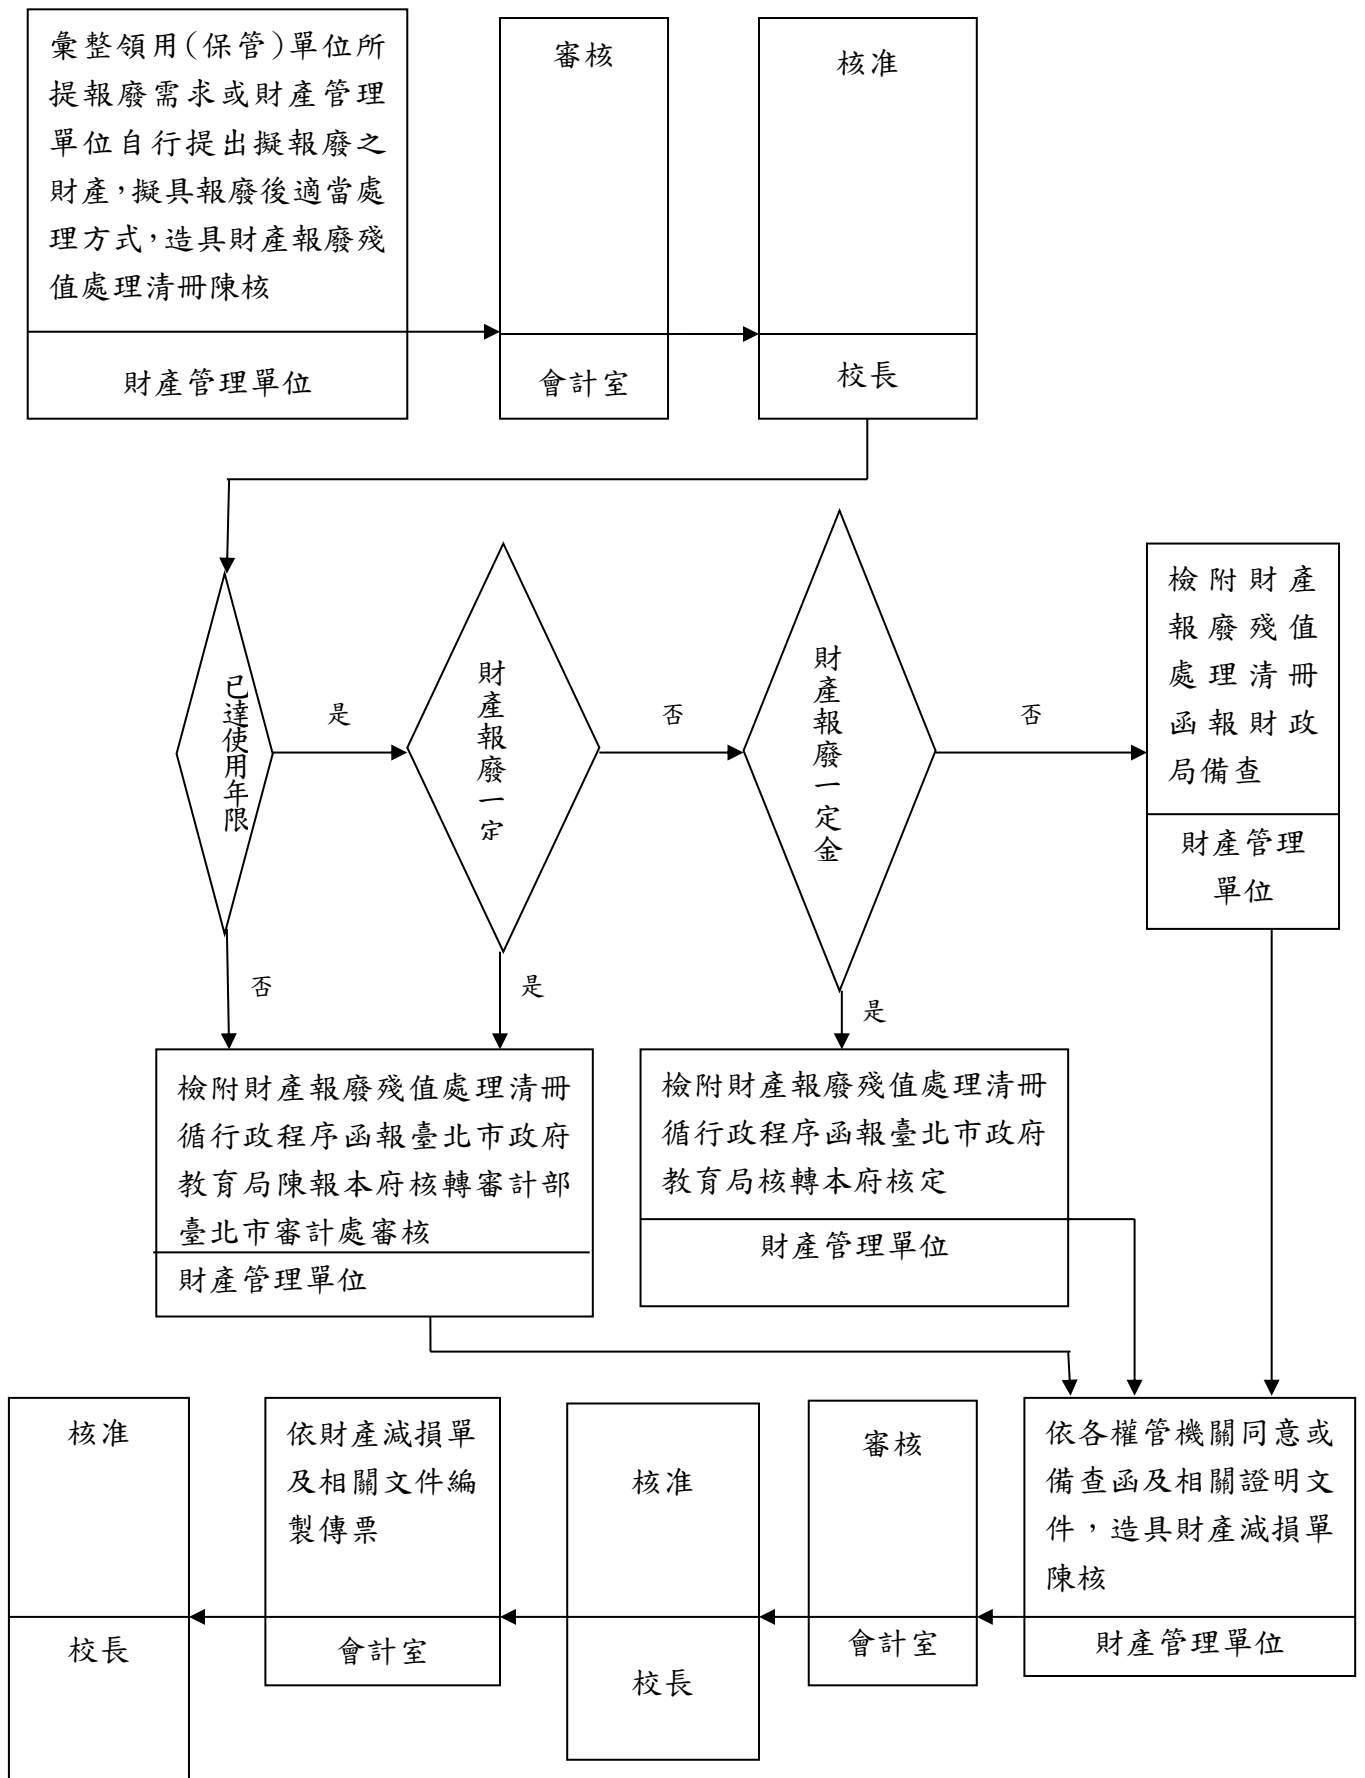 彙整領用(保管)單位所
提報廢需求或財產管理
單位自行提出擬報廢之
財產，擬具報廢後適當處
理方式，造具財產報廢殘
值處理清冊陳核
財產管理單位
審核
會計室
核准
校長
已達使用年限
是
財產報廢一定
否
財產報廢一定金
否
檢附財產
報廢殘值
處理清冊
函報財政
局備查
財產管理
單位
否
是
是
檢附財產報廢殘值處理清冊
循行政程序函報臺北市政府
教育局陳報本府核轉審計部
臺北市審計處審核
財產管理單位
檢附財產報廢殘值處理清冊
循行政程序函報臺北市政府
教育局核轉本府核定
財產管理單位
核准
校長
依財產減損單
及相關文件編
製傳票
會計室
核准
校長
審核
會計室
依各權管機關同意或
備查函及相關證明文
件，造具財產減損單
陳核
財產管理單位